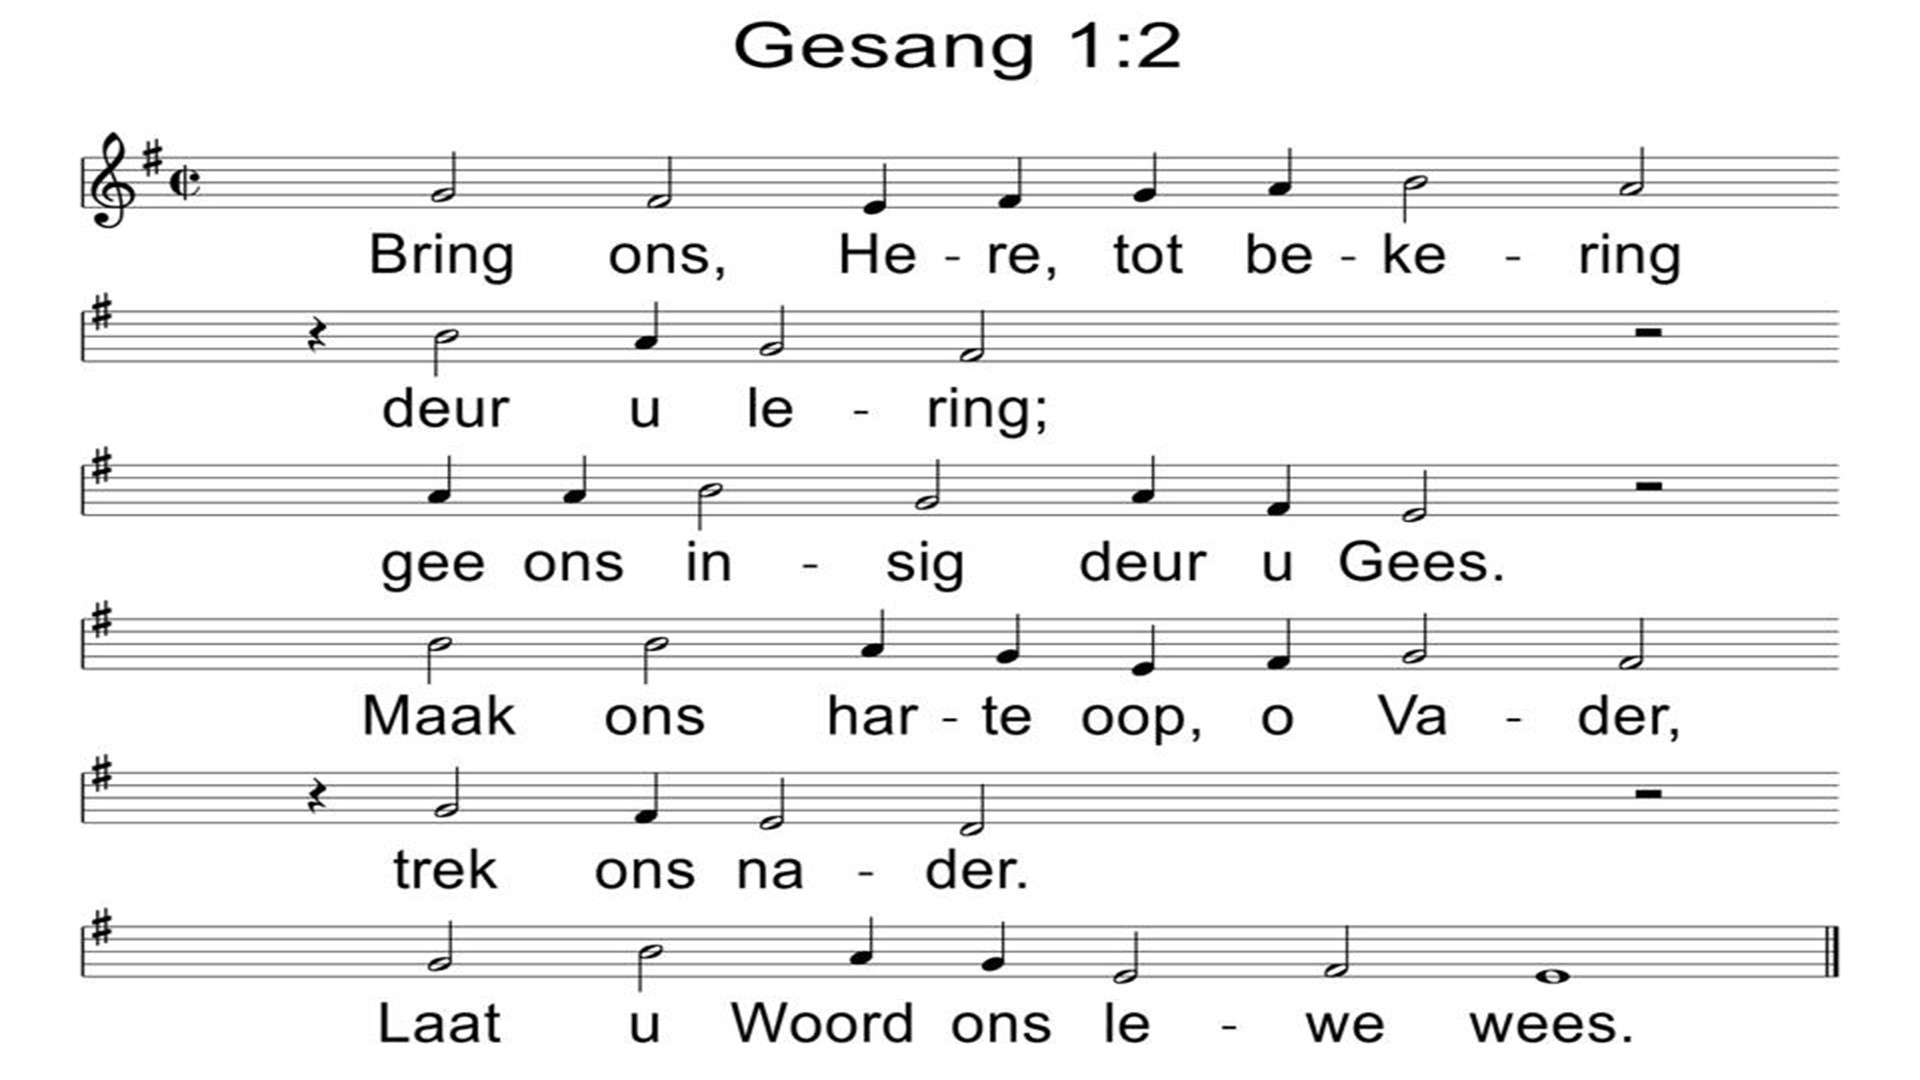 Gesang 1:2
Bring ons, He - re, tot be - ke - ring
deur u le - ring;
gee ons in - sig deur u Gees.
Maak ons har - te oop, o Va - der,
trek ons na - der.
Laat u Woord ons le - we wees.